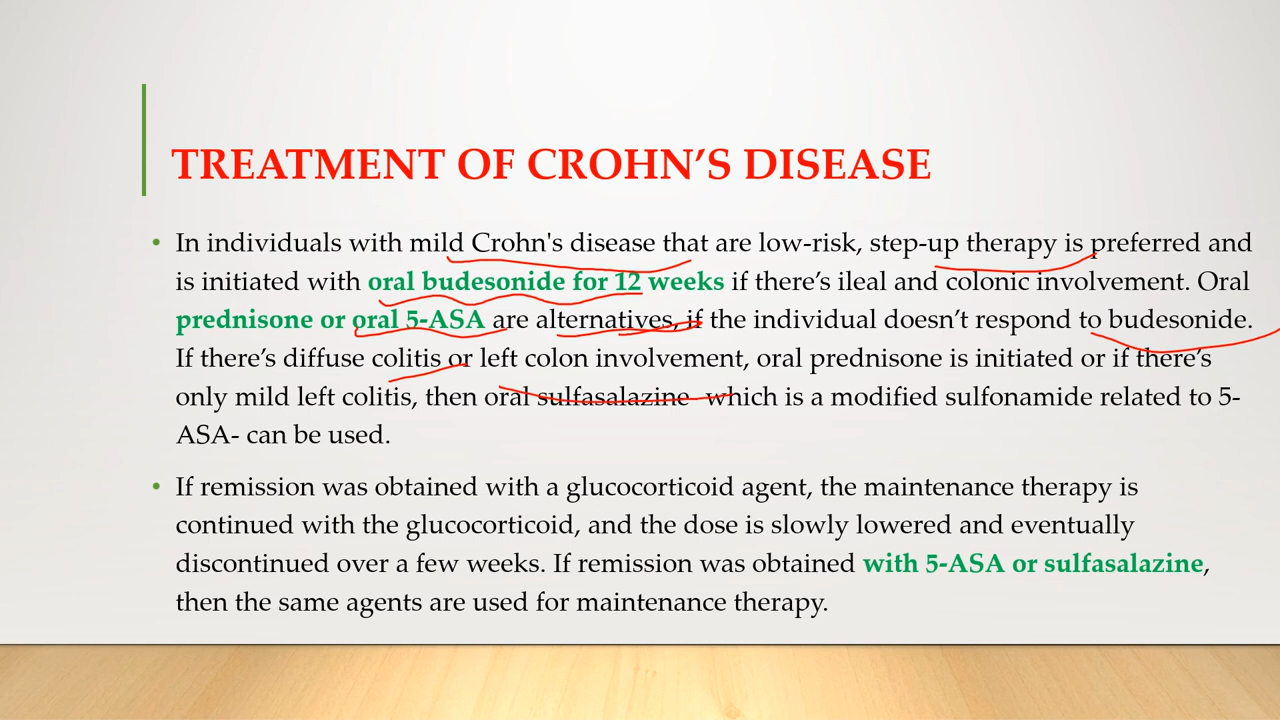 TREATMENT OF CROHN’S DISEASE
• In individuals with mild Crohn's disease that are low-risk, step-up therapy is preferred and
is initiated with oral budesonide for 12 weeks if there’s ileal and colonic involvement. Oral
prednisone or oral 5-ASA are alternatives, if the individual doesn’t respond to budesonide.
If there’s diffuse colitis or left colon involvement, oral prednisone is initiated or if there’s
only mild left colitis, then oral sulfasalazine which is a modified sulfonamide related to 5-
ASA- can be used.
• If remission was obtained with a glucocorticoid agent, the maintenance therapy is
continued with the glucocorticoid, and the dose is slowly lowered and eventually
discontinued over a few weeks. If remission was obtained with 5-ASA or sulfasalazine,
then the same agents are used for maintenance therapy.